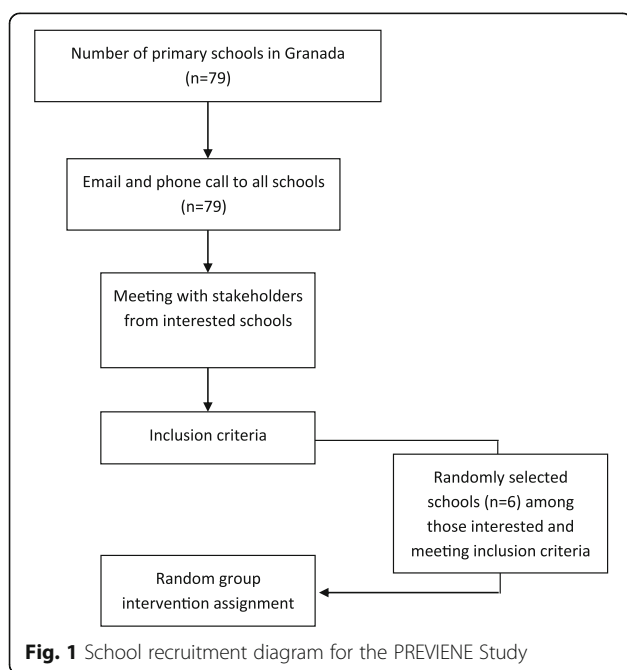 Number of primary schools in Granada
(n=79)
Email and phone call to all schools
(n=79)
Meeting with stakeholders
from interested schools
Inclusion criteria
Randomly selected
schools (n=6) among
those interested and
meeting inclusion criteria
Random group
intervention assignment
Fig. 1 School recruitment diagram for the PREVIENE Study